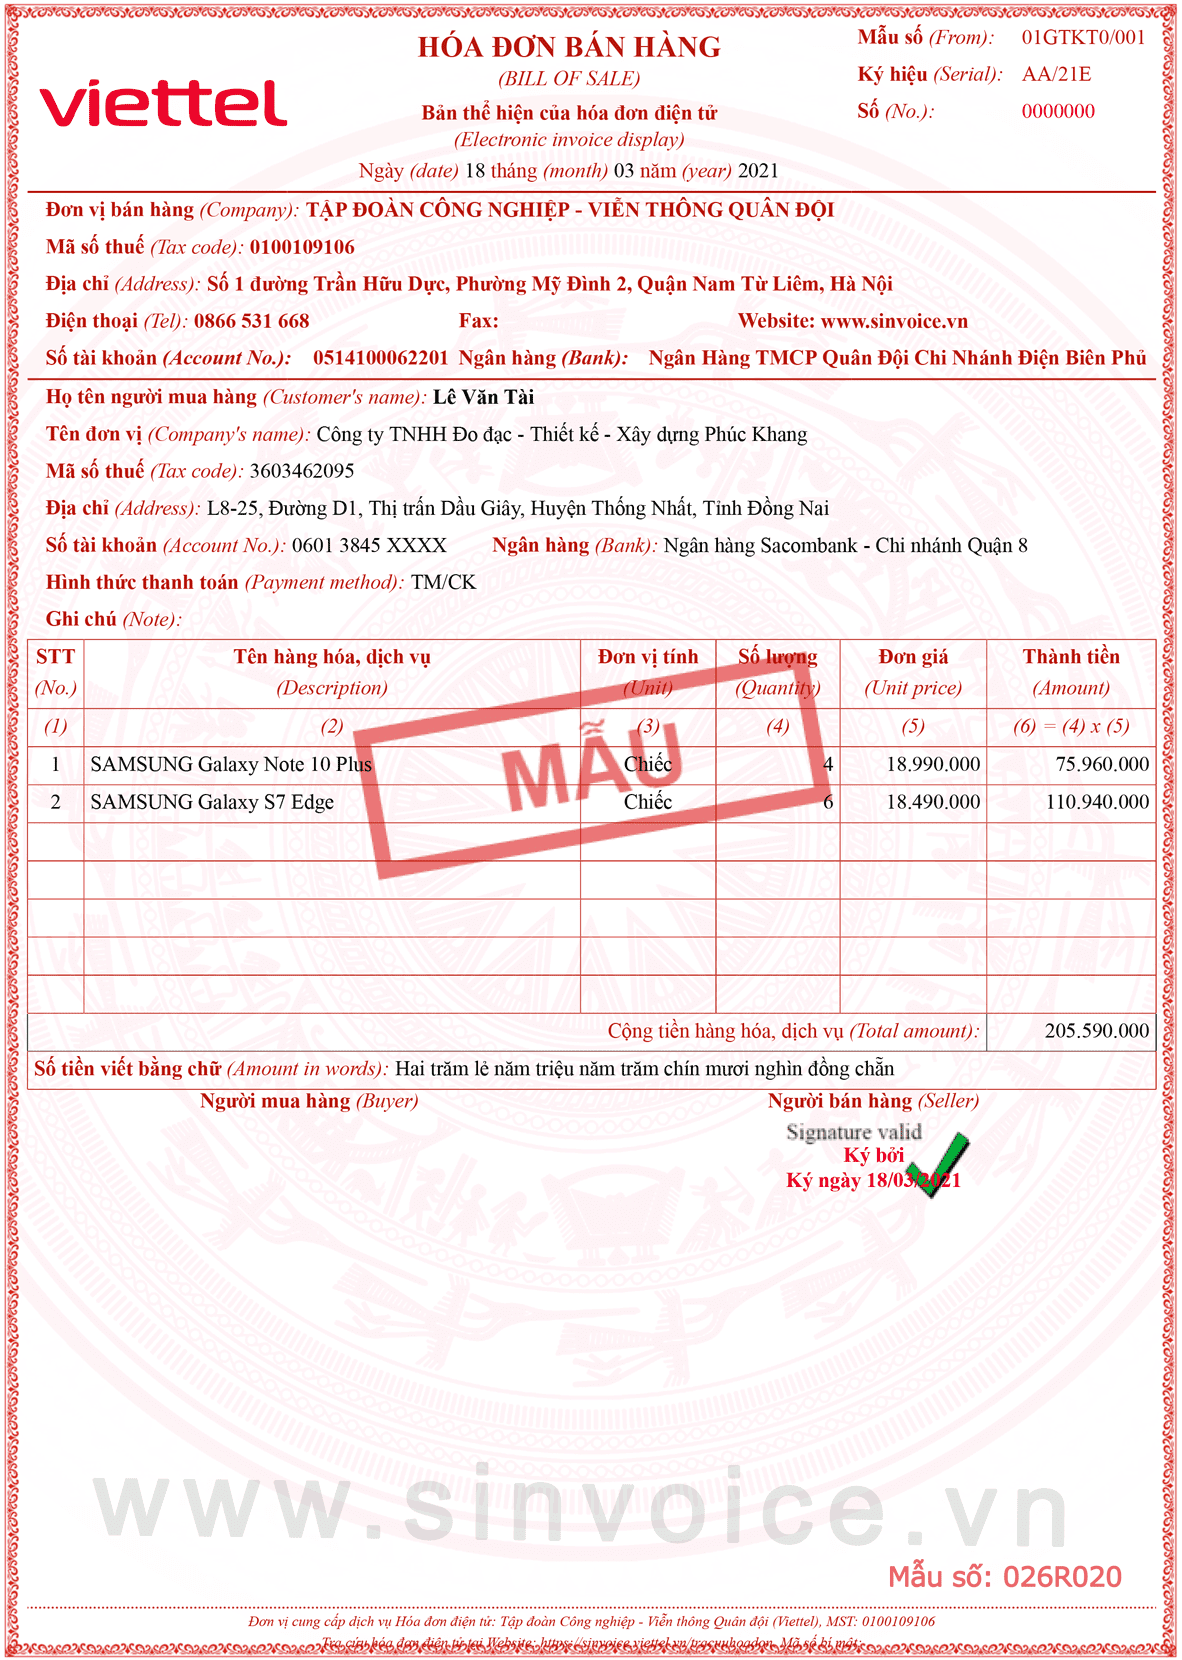 viettel
HÓA ĐƠN BÁN HÀNG
(BILL OF SALE)
Bản thể hiện của hóa đơn điện tử
(Electronic invoice display)
Ngày (date) 18 tháng (month) 03 năm (year) 2021
Mẫu số (From): 01GTKT0/001
Ký hiệu (Serial): AA/21E
Số (No.): 0000000
Đơn vị bán hàng (Company): TẬP ĐOÀN CÔNG NGHIỆP - VIỄN THÔNG QUÂN ĐỘI
Mã số thuế (Tax code): 0100109106
Địa chỉ (Address): Số 1 đường Trần Hữu Dực, Phường Mỹ Đình 2, Quận Nam Từ Liêm, Hà Nội
Điện thoại (Tel): 0866 531 668 Fax: Website: www.sinvoice.vn
Số tài khoản (Account No.): 0514100062201 Ngân hàng (Bank): Ngân Hàng TMCP Quân Đội Chi Nhánh Điện Biên Phủ
Họ tên người mua hàng (Customer's name): Lê Văn Tài
Tên đơn vị (Company's name): Công ty TNHH Đo đạc - Thiết kế - Xây dựng Phúc Khang
Mã số thuế (Tax code): 3603462095
Địa chỉ (Address): L8-25, Đường D1, Thị trấn Dầu Giây, Huyện Thống Nhất, Tỉnh Đồng Nai
Số tài khoản (Account No.): 0601 3845 XXXX Ngân hàng (Bank): Ngân hàng Sacombank - Chi nhánh Quận 8
Hình thức thanh toán (Payment method): TM/CK
Ghi chú (Note):
STT Tên hàng hóa, dịch vụ Đơn vị tính Số lượng Đơn giá Thành tiền
(No.) (Description) (Unit) (Quantity) (Unit price) (Amount)
(1) (2) (3) (4) (5) (6) = (4) x (5)
1 SAMSUNG Galaxy Note 10 Plus Chiếc 4 18.990.000 75.960.000
2 SAMSUNG Galaxy S7 Edge Chiếc 6 18.490.000 110.940.000
MẪU
Cộng tiền hàng hóa, dịch vụ (Total amount): 205.590.000
Số tiền viết bằng chữ (Amount in words): Hai trăm lẻ năm triệu năm trăm chín mươi nghìn đồng chẵn
Người mua hàng (Buyer) Người bán hàng (Seller)
Signature valid
Ký bởi
Ký ngày 18/03/2021
www.sinvoice.vn
Mẫu số: 026R020
Đơn vị cung cấp dịch vụ Hóa đơn điện tử: Tập đoàn Công nghiệp - Viễn thông Quân đội (Viettel), MST: 0100109106
Tra cứu hóa đơn điện tử tại Website: https://sinvoice.viettel.vn/tracuuhoadon. Mã số bí mật: